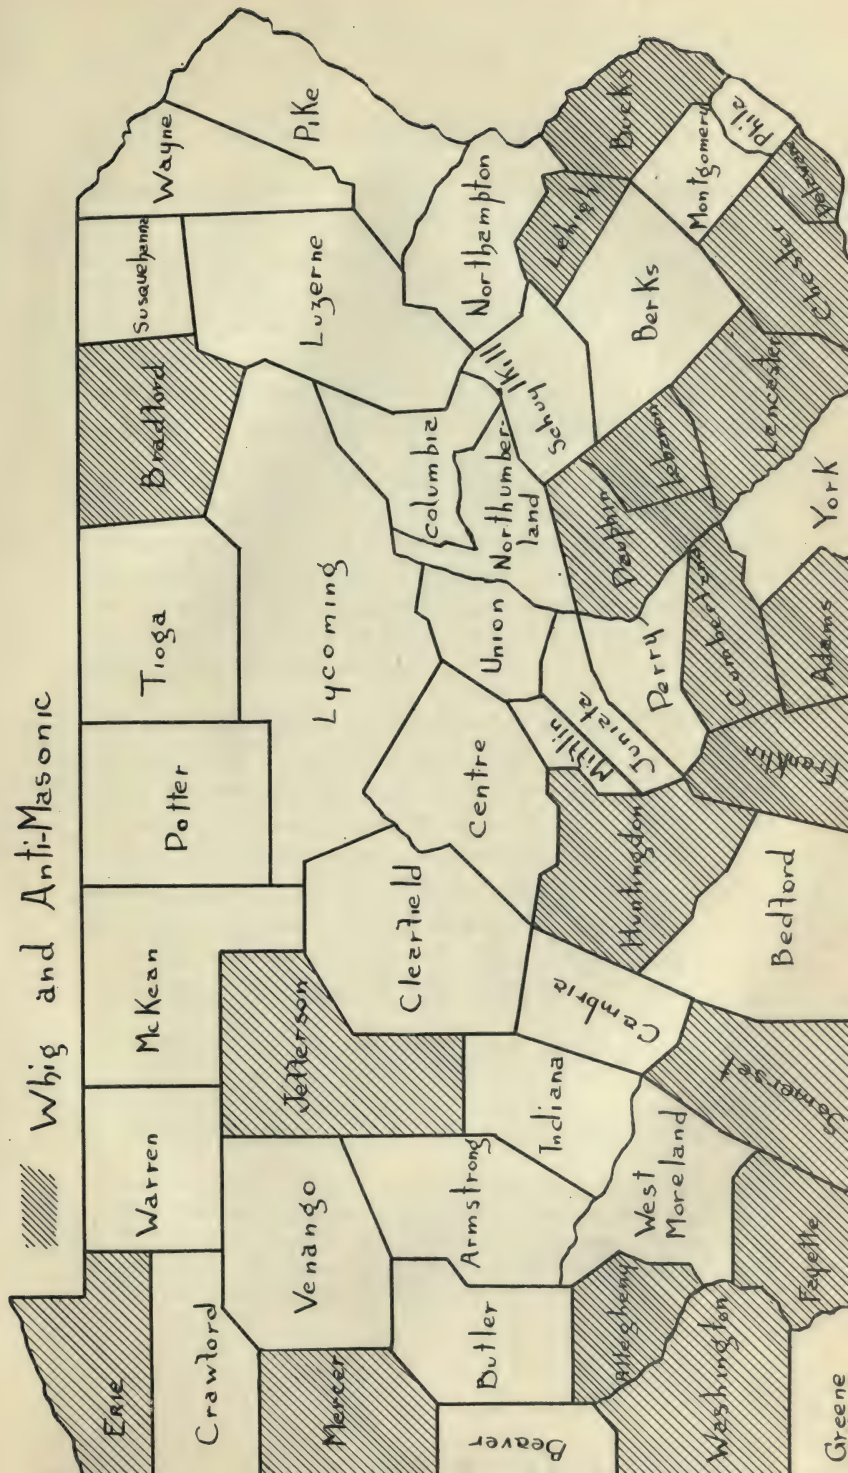 Whig and Anti-Masonic
Erie
Crawford
Mercer
Beaver
Warren
Venango
Butler
Allegheny
Washington
Greene
McKean
Jefferson
Armstrong
Indiana
West
Moreland
Fayette
Potter
Clearfield
Cambria
Somerset
Tioga
Lycoming
Centre
Huntingdon
Bedford
Mifflin
Juniata
Union
Perry
Franklin
Cumberland
Adams
Bradford
Columbia
Northumber-
land
Dauphin
Lebanon
York
Susquehanna
Luzerne
Schuylkill
Berks
Lancaster
Wayne
Pike
Northampton
Lehigh
Bucks
Montgomery
Phila
Chester
Delaware